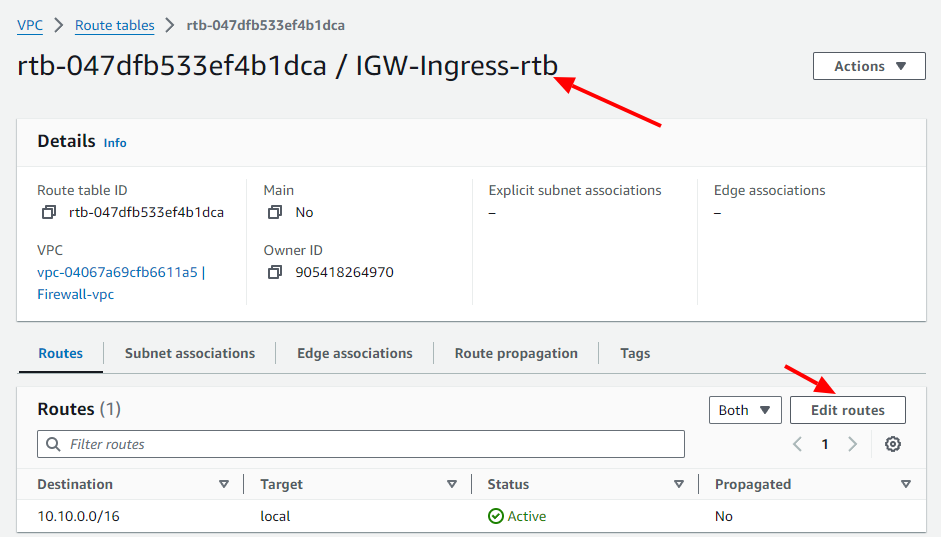 VPC > Route tables > rtb-047dfb533ef4b1dca
rtb-047dfb533ef4b1dca / IGW-Ingress-rtb
Actions
Details Info
Route table ID
rtb-047dfb533ef4b1dca
Main
No
Explicit subnet associations
–
Edge associations
–
VPC
vpc-04067a69cfb6611a5 |
Firewall-vpc
Owner ID
905418264970
Routes Subnet associations Edge associations Route propagation Tags
Routes (1)
Both
Edit routes
Filter routes
1
Destination Target Status Propagated
10.10.0.0/16 local Active No